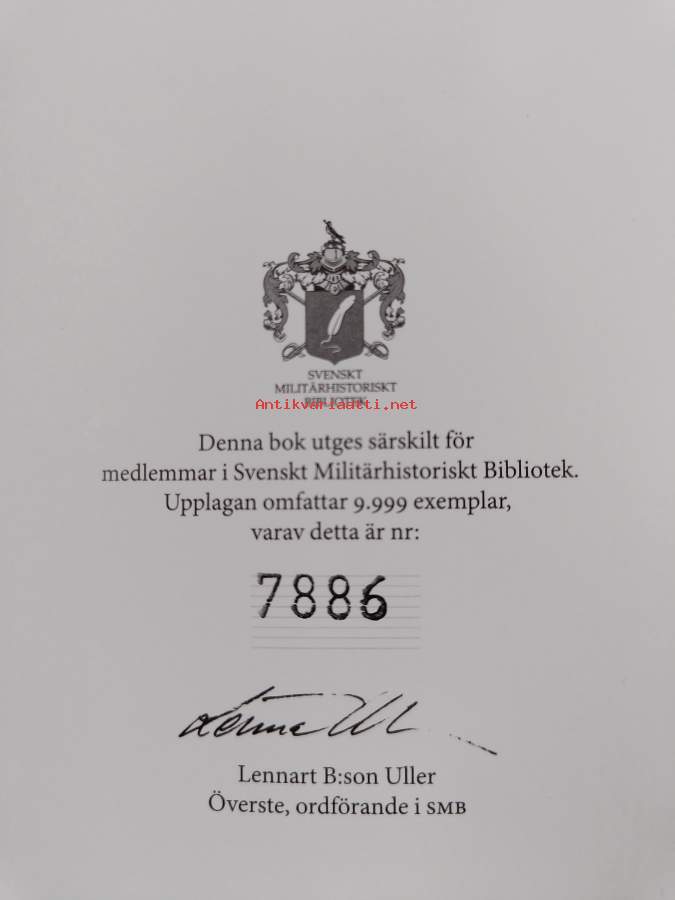 SVENSKT
MILITÄRHISTORISKT
BIBLIOTEK
Antikvariaatti.net
Denna bok utges särskilt för
medlemmar i Svenskt Militärhistoriskt Bibliotek.
Upplagan omfattar 9.999 exemplar,
varav detta är nr:
7886
Lennart B:son Uller
Överste, ordförande i SMB